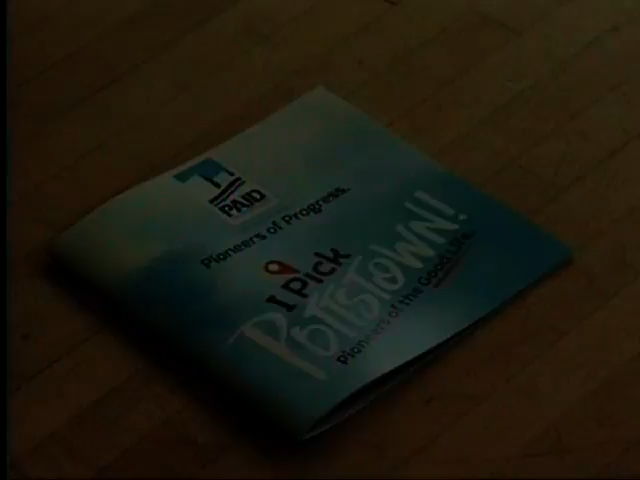 PAID
Pioneers of Progress.
I Pick
POTTSTOWN!
Pioneers of the Good Life.